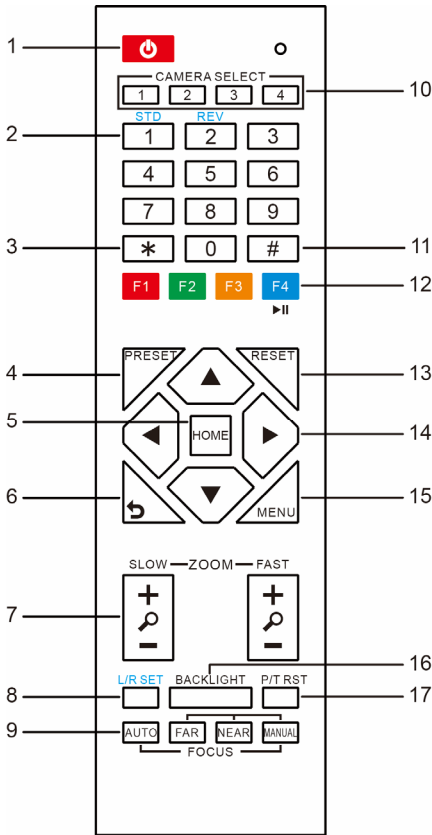 1
CAMERA SELECT
1 2 3 4
10
STD REV
2
1 2 3
4 5 6
7 8 9
3
* 0 #
11
F1 F2 F3 F4
12
PRESET RESET
4
13
5
HOME
14
6
MENU
15
SLOW ZOOM FAST
+ +
7
− −
16
L/R SET BACKLIGHT P/T RST
8
17
9
AUTO FAR NEAR MANUAL
FOCUS